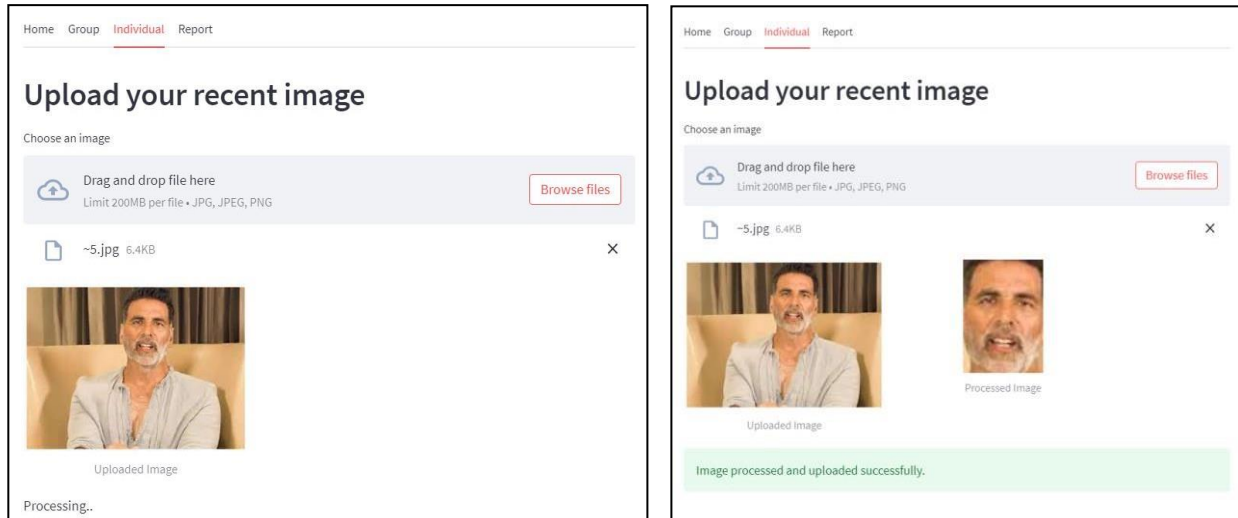 Home Group Individual Report
Upload your recent image
Choose an image
Drag and drop file here
Limit 200MB per file • JPG, JPEG, PNG
Browse files
~5.jpg 6.4KB
Uploaded Image
Processing..
Home Group Individual Report
Upload your recent image
Choose an image
Drag and drop file here
Limit 200MB per file • JPG, JPEG, PNG
Browse files
~5.jpg 6.4KB
Processed Image
Uploaded Image
Image processed and uploaded successfully.